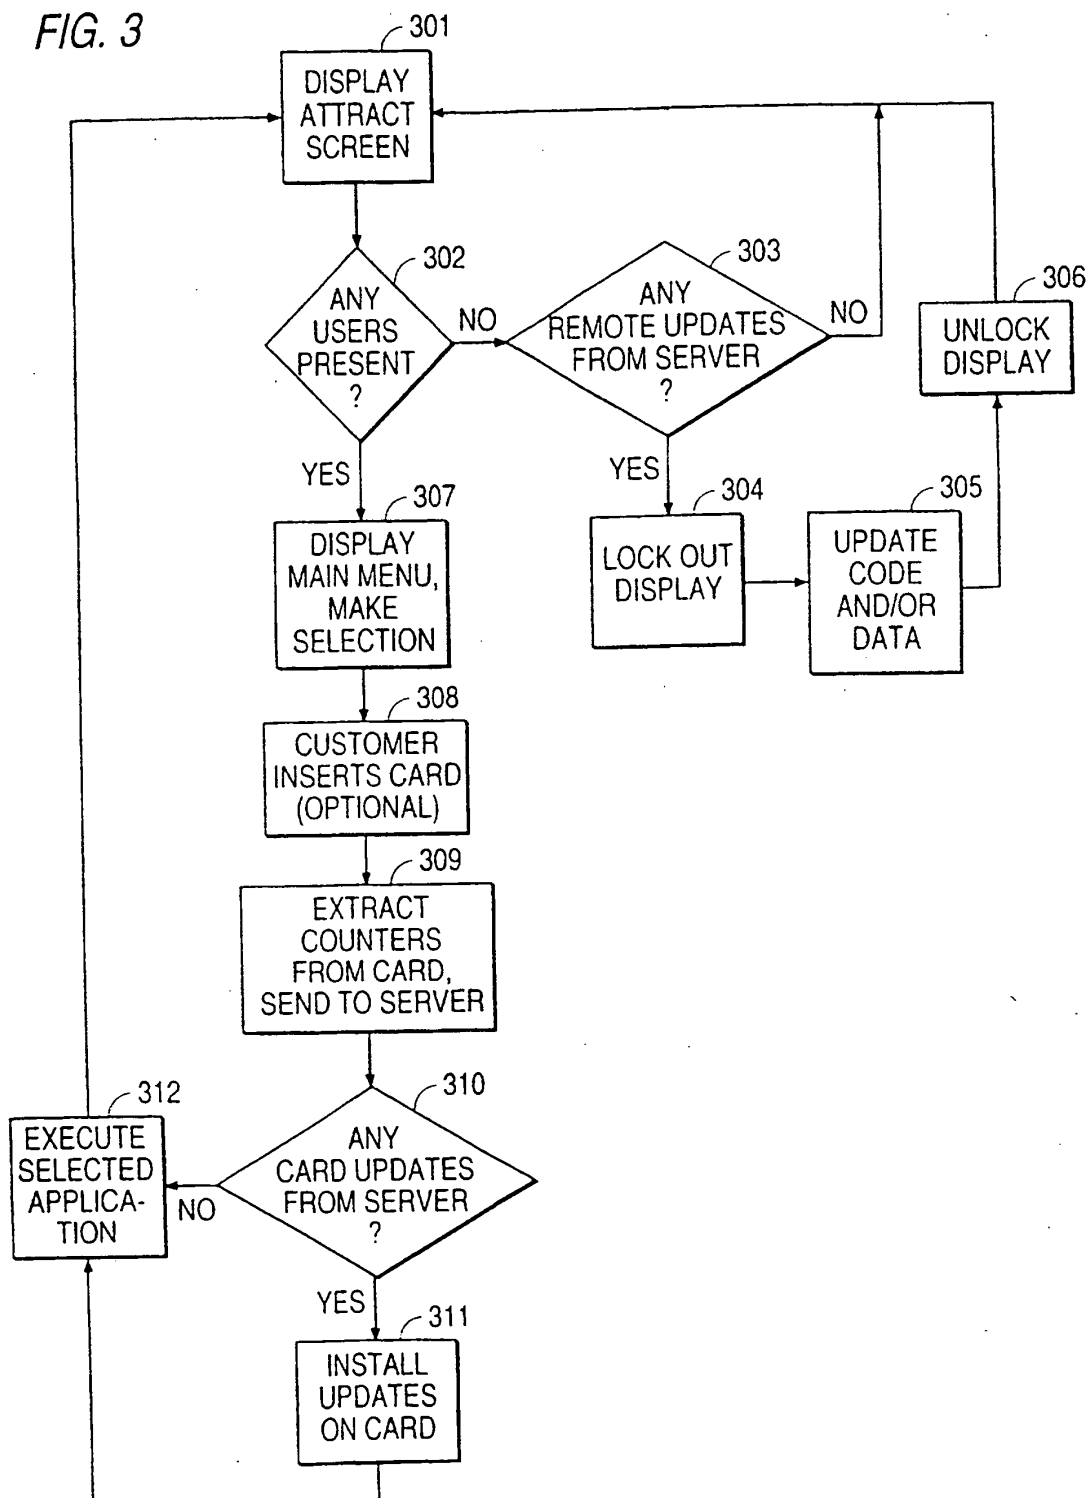 FIG. 3
301
DISPLAY
ATTRACT
SCREEN
302
ANY
USERS
PRESENT
?
NO
YES
303
ANY
REMOTE UPDATES
FROM SERVER
?
NO
YES
304
LOCK OUT
DISPLAY
305
UPDATE
CODE
AND/OR
DATA
306
UNLOCK
DISPLAY
307
DISPLAY
MAIN MENU,
MAKE
SELECTION
308
CUSTOMER
INSERTS CARD
(OPTIONAL)
309
EXTRACT
COUNTERS
FROM CARD,
SEND TO SERVER
310
ANY
CARD UPDATES
FROM SERVER
?
NO
YES
312
EXECUTE
SELECTED
APPLICA-
TION
311
INSTALL
UPDATES
ON CARD